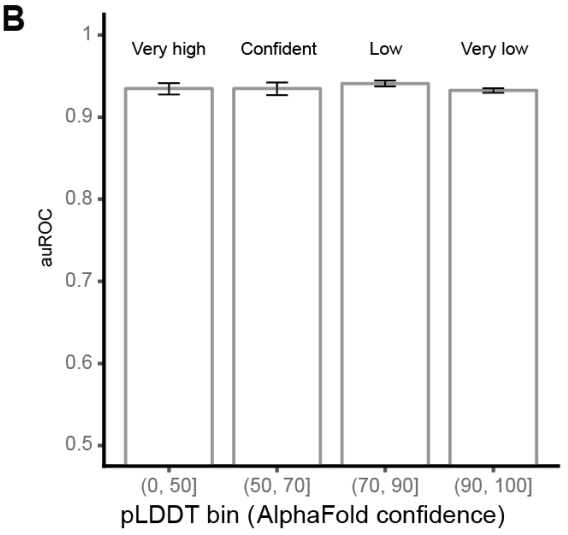 B
1
Very high Confident Low Very low
0.9
0.8
auROC
0.7
0.6
0.5
(0, 50] (50, 70] (70, 90] (90, 100]
pLDDT bin (AlphaFold confidence)